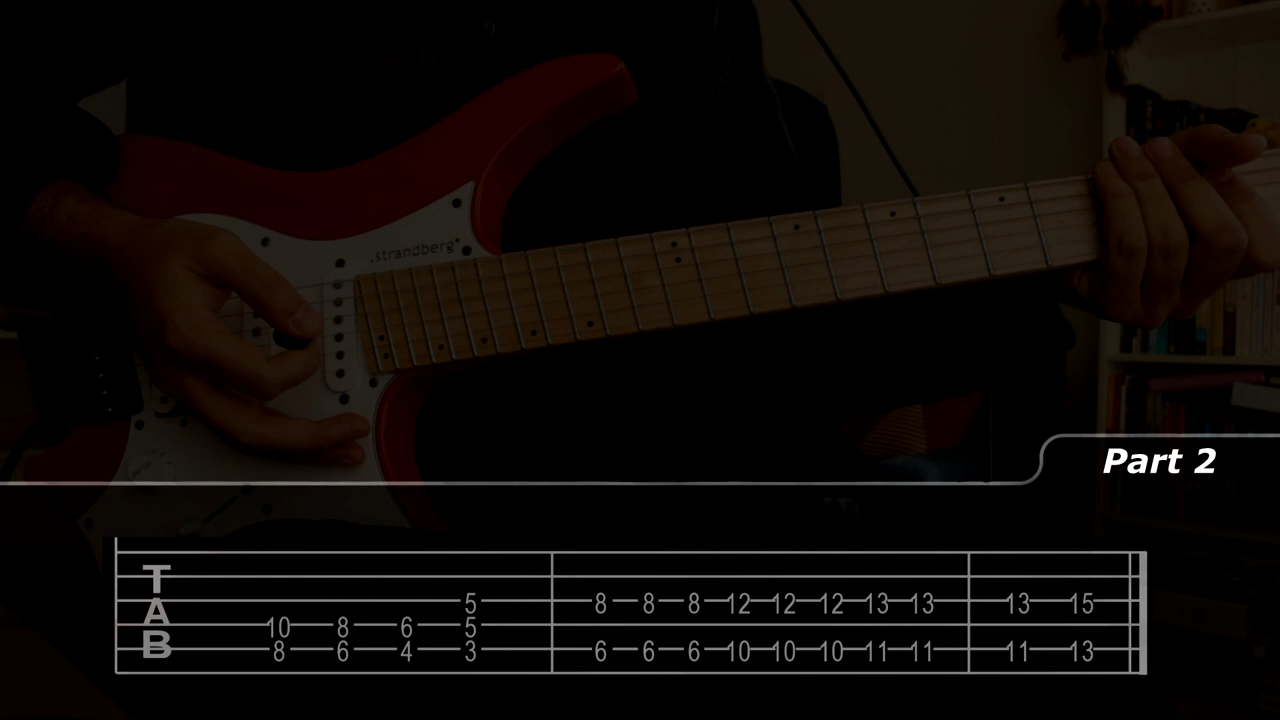 .strandberg*
Part 2
T
A
B
5
10 8 6 5
8 6 4 3
8 8 8 12 12 12 13 13
6 6 6 10 10 10 11 11
13 15
11 13